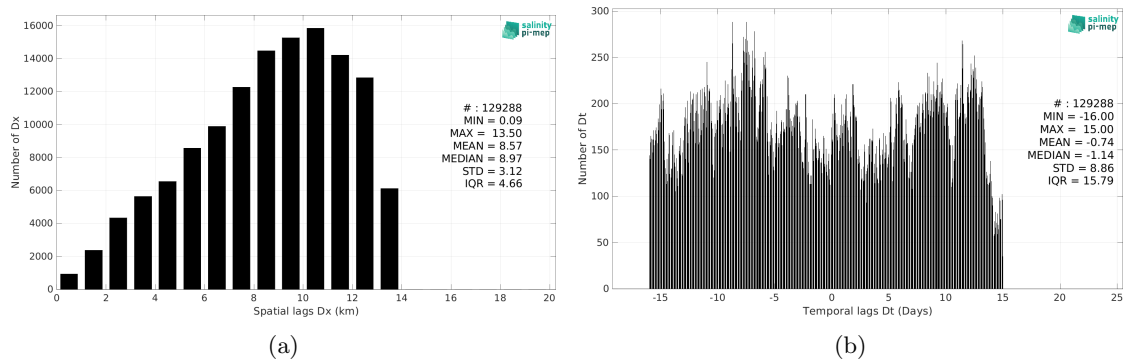 16000
14000
12000
10000
8000
6000
4000
2000
0
Number of Dx
0 2 4 6 8 10 12 14 16 18 20
Spatial lags Dx (km)
salinity
pi-mep
# : 129288
MIN = 0.09
MAX = 13.50
MEAN = 8.57
MEDIAN = 8.97
STD = 3.12
IQR = 4.66
(a)
300
250
200
150
100
50
0
Number of Dt
-15 -10 -5 0 5 10 15 20 25
Temporal lags Dt (Days)
salinity
pi-mep
# : 129288
MIN = -16.00
MAX = 15.00
MEAN = -0.74
MEDIAN = -1.14
STD = 8.86
IQR = 15.79
(b)